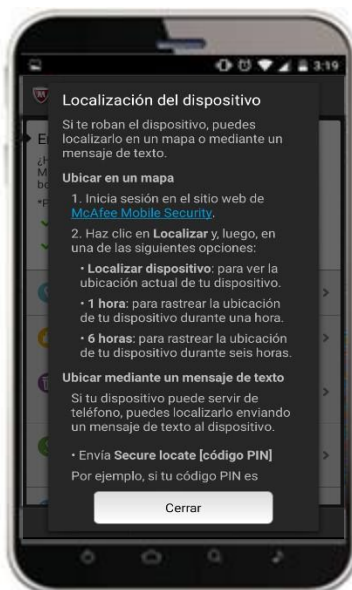 3:19
Localización del dispositivo
Si te roban el dispositivo, puedes
localizarlo en un mapa o mediante un
mensaje de texto.
Ubicar en un mapa
1. Inicia sesión en el sitio web de
McAfee Mobile Security.
2. Haz clic en Localizar y, luego, en
una de las siguientes opciones:
• Localizar dispositivo: para ver la
ubicación actual de tu dispositivo.
• 1 hora: para rastrear la ubicación
de tu dispositivo durante una hora.
• 6 horas: para rastrear la ubicación
de tu dispositivo durante seis horas.
Ubicar mediante un mensaje de texto
Si tu dispositivo puede servir de
teléfono, puedes localizarlo enviando
un mensaje de texto al dispositivo.
• Envía Secure locate [código PIN]
Por ejemplo, si tu código PIN es
Cerrar